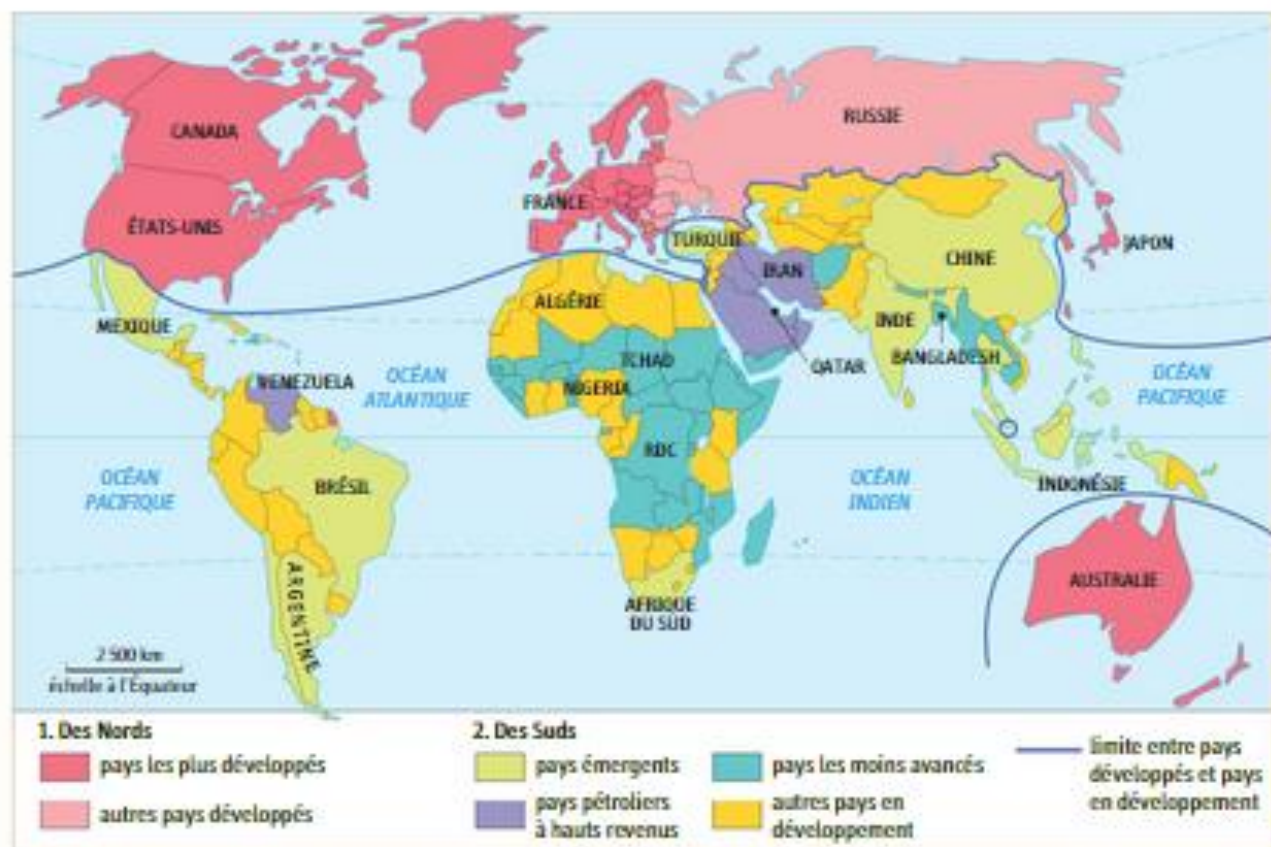 CANADA
ÉTATS-UNIS
MEXIQUE
VENEZUELA
BRÉSIL
ARGENTINE
OCÉAN
PACIFIQUE
OCÉAN
ATLANTIQUE
FRANCE
RUSSIE
TURQUIE
IRAN
CHINE
JAPON
ALGÉRIE
TCHAD
NIGERIA
RDC
AFRIQUE
DU SUD
QATAR
INDE
BANGLADESH
OCÉAN
INDIEN
OCÉAN
PACIFIQUE
INDONÉSIE
AUSTRALIE
2 500 km
échelle à l'Équateur
1. Des Nords
pays les plus développés
autres pays développés
2. Des Suds
pays émergents
pays pétroliers
à hauts revenus
pays les moins avancés
autres pays en
développement
limite entre pays
développés et pays
en développement